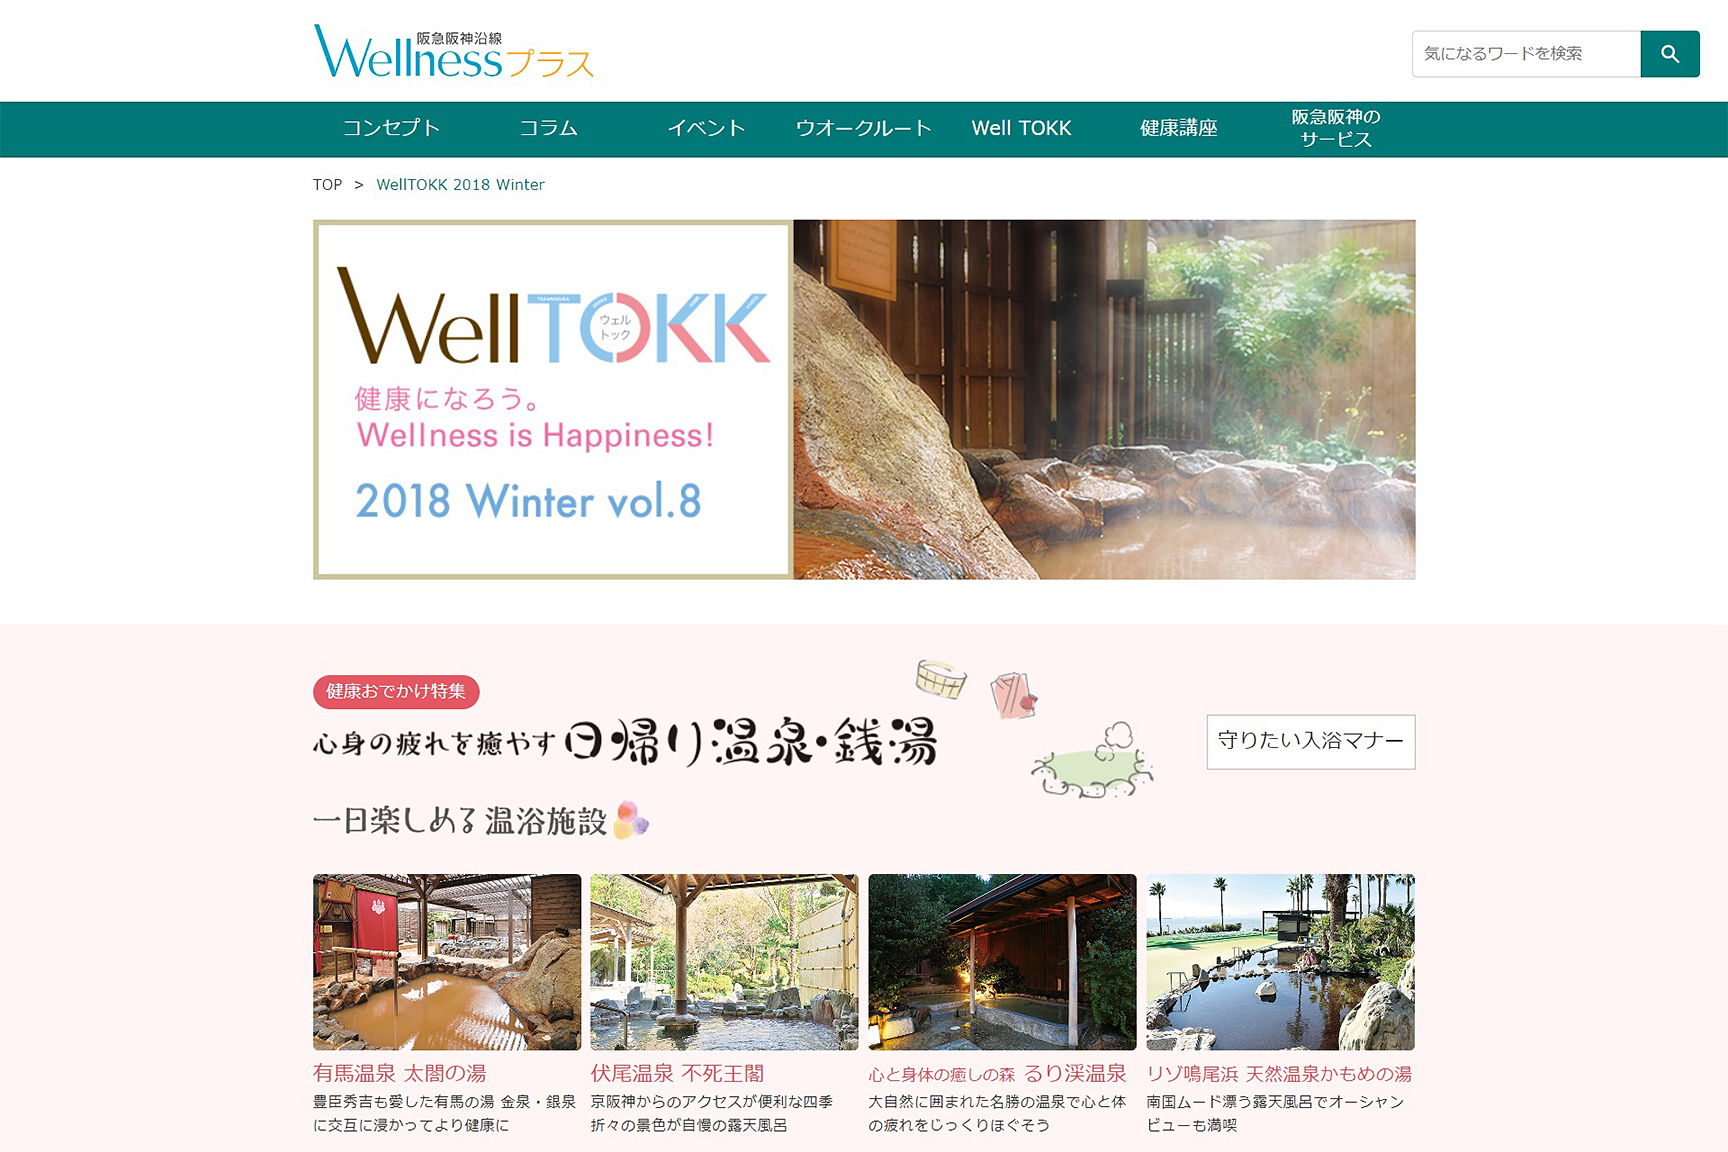 阪急阪神沿線
Wellnessプラス
気になるワードを検索
コンセプト
コラム
イベント
ウオークルート
Well TOKK
健康講座
阪急阪神の
サービス
TOP > WellTOKK 2018 Winter
WellTOKK
ウェル
トック
健康になろう。
Wellness is Happiness!
2018 Winter vol.8
健康おでかけ特集
心身の疲れを癒やす 日帰り温泉・銭湯
守りたい入浴マナー
一日楽しめる 温浴施設
有馬温泉 太閤の湯
豊臣秀吉も愛した有馬の湯 金泉・銀泉
に交互に浸かってより健康に
伏尾温泉 不死王閣
京阪神からのアクセスが便利な四季
折々の景色が自慢の露天風呂
心と身体の癒しの森 るり渓温泉
大自然に囲まれた名勝の温泉で心と体
の疲れをじっくりほぐそう
リゾ鳴尾浜 天然温泉かもめの湯
南国ムード漂う露天風呂でオーシャン
ビューも満喫